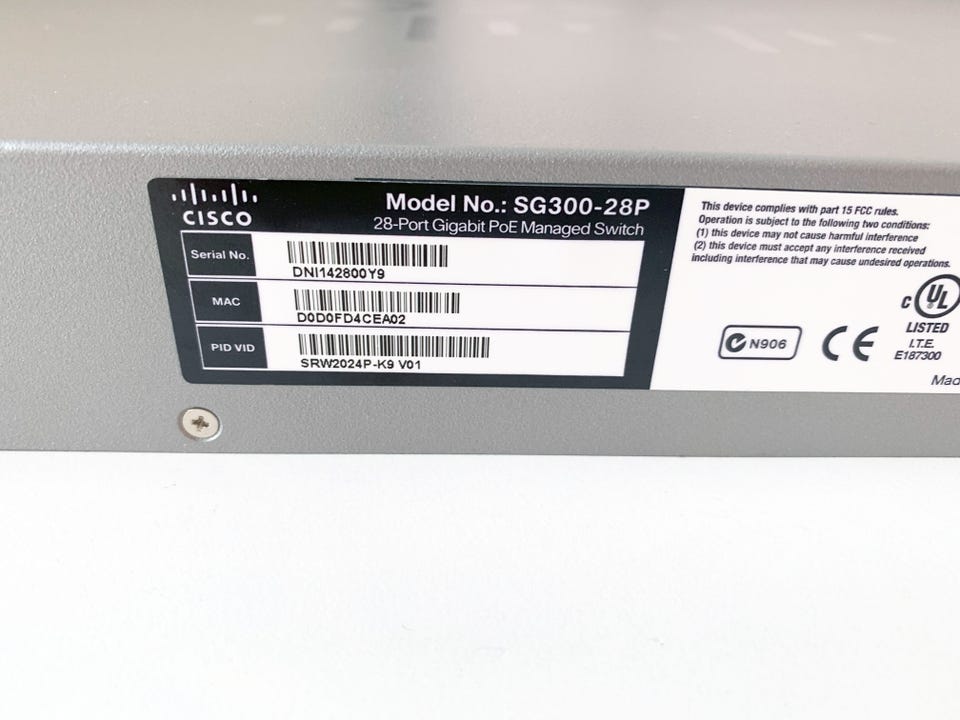 CISCO
Model No.: SG300-28P
28-Port Gigabit PoE Managed Switch
Serial No.
DNI142800Y9
MAC
D0D0FD4CEA02
PID VID
SRW2024P-K9 V01
This device complies with part 15 FCC rules.
Operation is subject to the following two conditions:
(1) this device may not cause harmful interference
(2) this device must accept any interference received
including interference that may cause undesired operations.
N906
CE
C UL
LISTED
I.T.E.
E187300
Mad